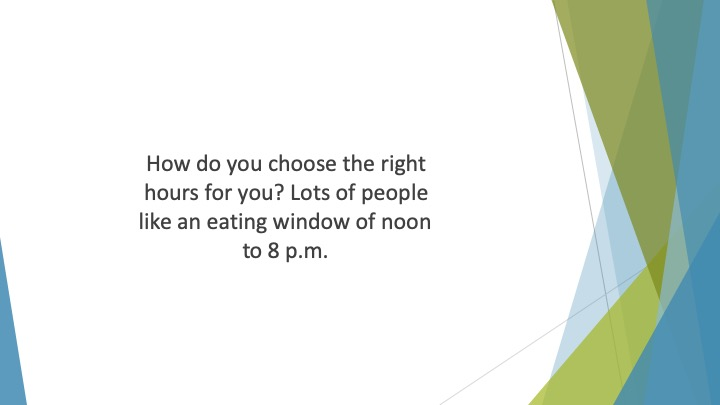 How do you choose the right
hours for you? Lots of people
like an eating window of noon
to 8 p.m.